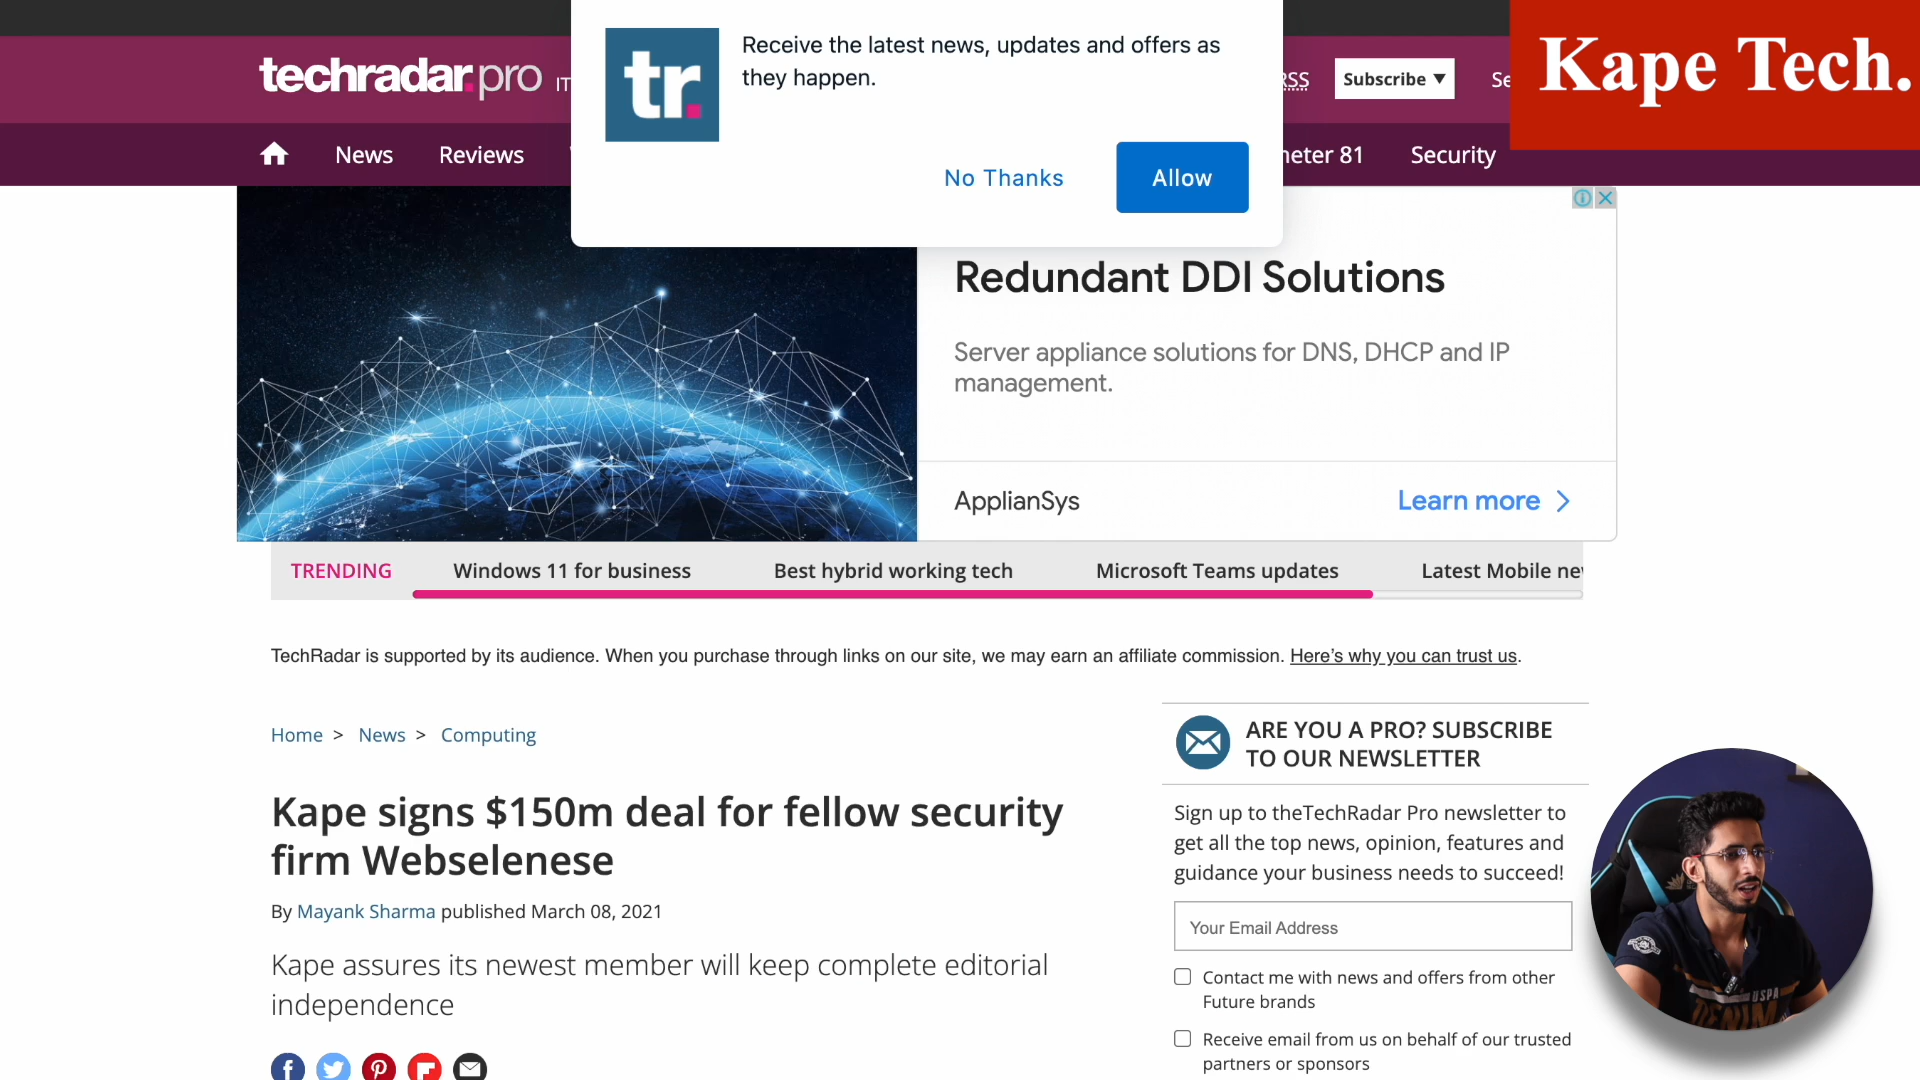 techradar.pro
IT
RSS
Subscribe ▼
Se
Kape Tech.
tr.
Receive the latest news, updates and offers as
they happen.
No Thanks
Allow
News
Reviews
neter 81
Security
Redundant DDI Solutions
Server appliance solutions for DNS, DHCP and IP
management.
ApplianSys
Learn more
TRENDING
Windows 11 for business
Best hybrid working tech
Microsoft Teams updates
Latest Mobile nev
TechRadar is supported by its audience. When you purchase through links on our site, we may earn an affiliate commission. Here’s why you can trust us.
Home > News > Computing
Kape signs $150m deal for fellow security
firm Webselenese
By Mayank Sharma published March 08, 2021
Kape assures its newest member will keep complete editorial
independence
ARE YOU A PRO? SUBSCRIBE
TO OUR NEWSLETTER
Sign up to theTechRadar Pro newsletter to
get all the top news, opinion, features and
guidance your business needs to succeed!
Your Email Address
Contact me with news and offers from other
Future brands
Receive email from us on behalf of our trusted
partners or sponsors
USPA
DENIM